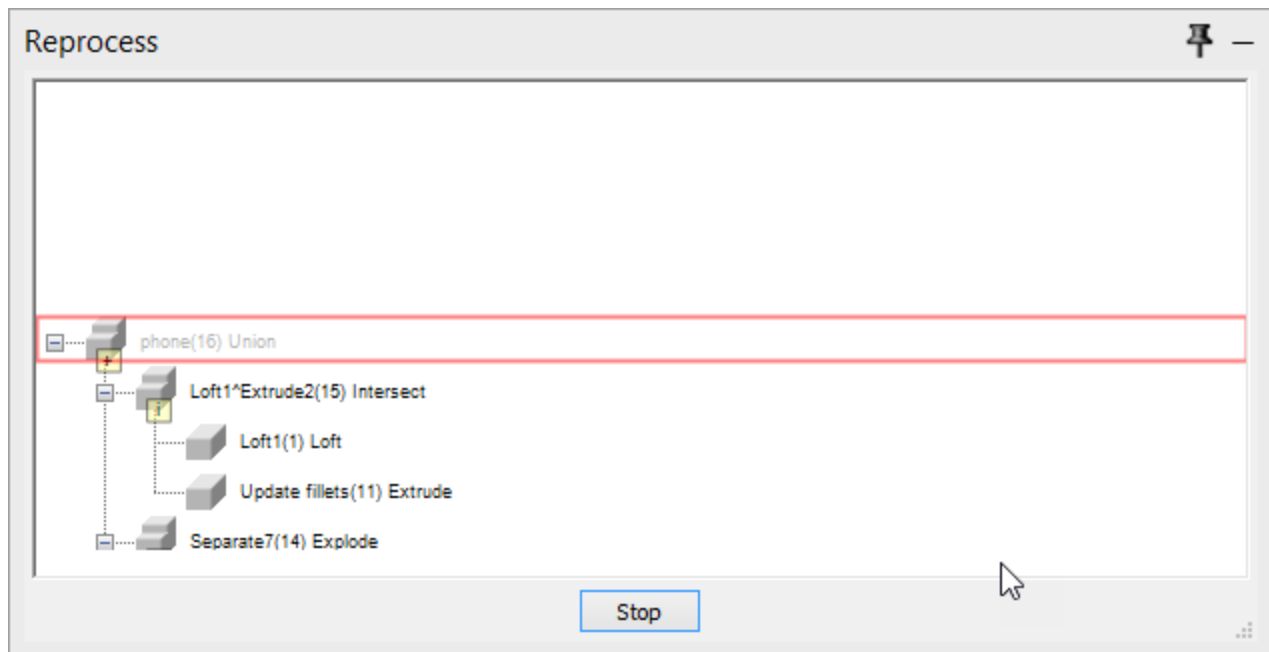 Reprocess
phone(16) Union
Loft1^Extrude2(15) Intersect
Loft1(1) Loft
Update fillets(11) Extrude
Separate7(14) Explode
Stop